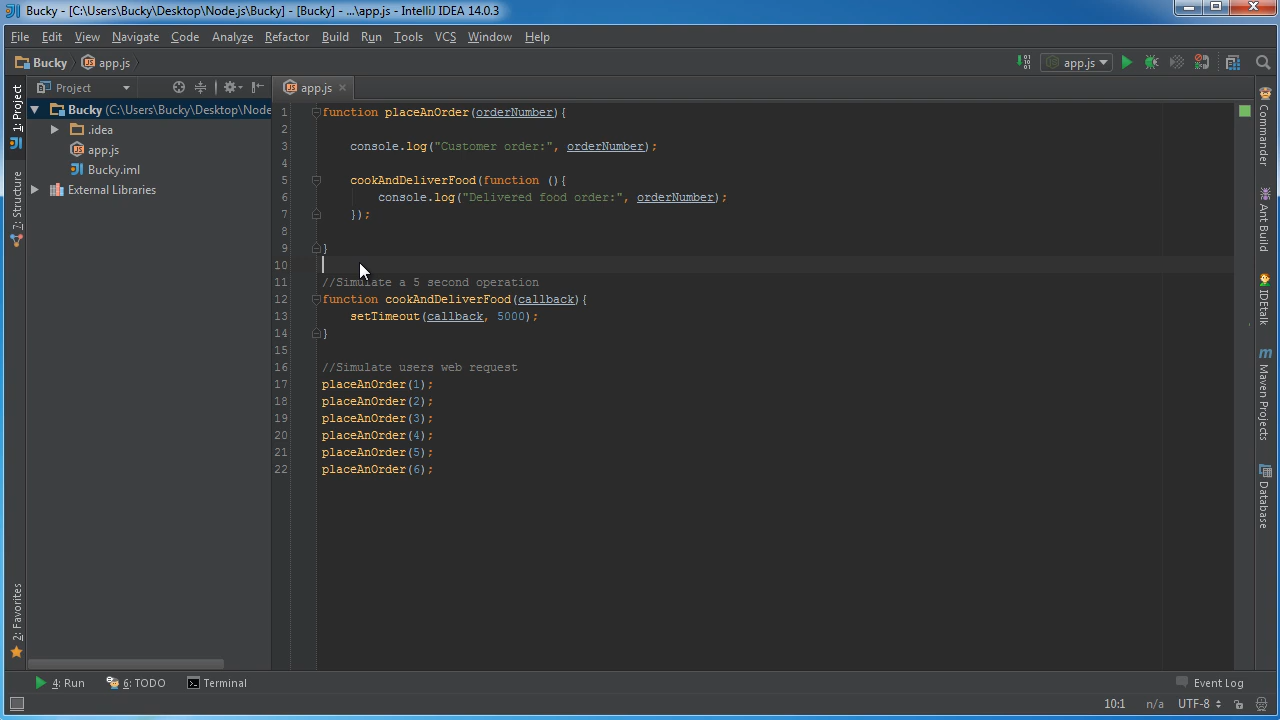 Bucky - [C:\Users\Bucky\Desktop\Node.js\Bucky] - [Bucky] - ...\app.js - IntelliJ IDEA 14.0.3
File Edit View Navigate Code Analyze Refactor Build Run Tools VCS Window Help
Bucky app.js app.js
Project app.js
1: Project
7: Structure
2: Favorites
Bucky (C:\Users\Bucky\Desktop\Node
.idea
app.js
Bucky.iml
External Libraries
1 function placeAnOrder(orderNumber){
2
3 console.log("Customer order:", orderNumber);
4
5 cookAndDeliverFood(function (){
6 console.log("Delivered food order:", orderNumber);
7 });
8
9 }
10
11 //Simulate a 5 second operation
12 function cookAndDeliverFood(callback){
13 setTimeout(callback, 5000);
14 }
15
16 //Simulate users web request
17 placeAnOrder(1);
18 placeAnOrder(2);
19 placeAnOrder(3);
20 placeAnOrder(4);
21 placeAnOrder(5);
22 placeAnOrder(6);
Commander
Ant Build
IDEtalk
Maven Projects
Database
4: Run 6: TODO Terminal Event Log
10:1 n/a UTF-8